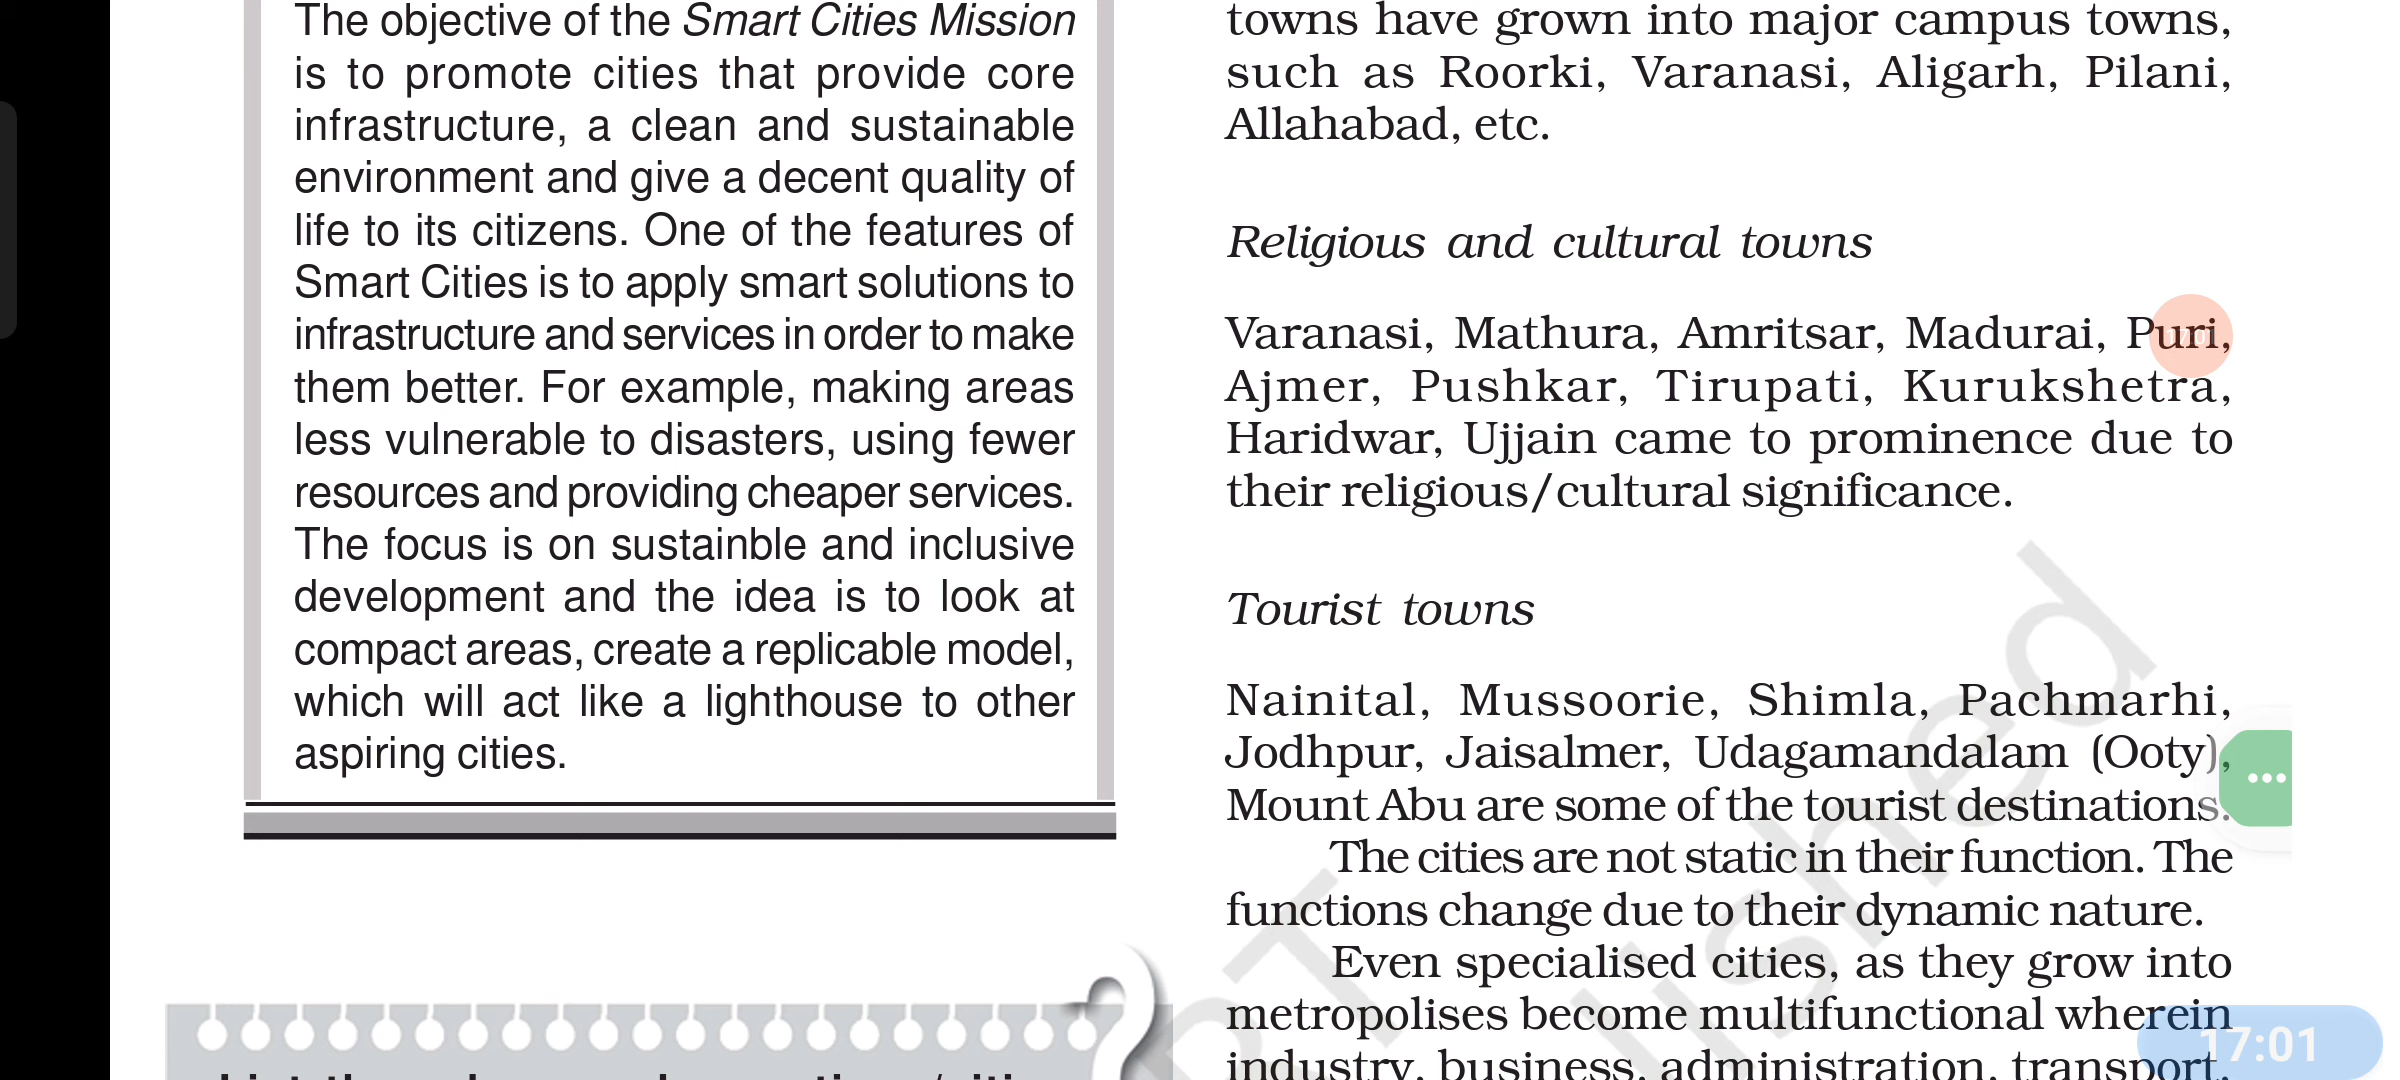 The objective of the Smart Cities Mission
is to promote cities that provide core
infrastructure, a clean and sustainable
environment and give a decent quality of
life to its citizens. One of the features of
Smart Cities is to apply smart solutions to
infrastructure and services in order to make
them better. For example, making areas
less vulnerable to disasters, using fewer
resources and providing cheaper services.
The focus is on sustainble and inclusive
development and the idea is to look at
compact areas, create a replicable model,
which will act like a lighthouse to other
aspiring cities.
towns have grown into major campus towns,
such as Roorki, Varanasi, Aligarh, Pilani,
Allahabad, etc.
Religious and cultural towns
Varanasi, Mathura, Amritsar, Madurai, Puri,
Ajmer, Pushkar, Tirupati, Kurukshetra,
Haridwar, Ujjain came to prominence due to
their religious/cultural significance.
Tourist towns
Nainital, Mussoorie, Shimla, Pachmarhi,
Jodhpur, Jaisalmer, Udagamandalam (Ooty),
Mount Abu are some of the tourist destinations.
The cities are not static in their function. The
functions change due to their dynamic nature.
Even specialised cities, as they grow into
metropolises become multifunctional wherein
industry, business, administration, transport,
17:01